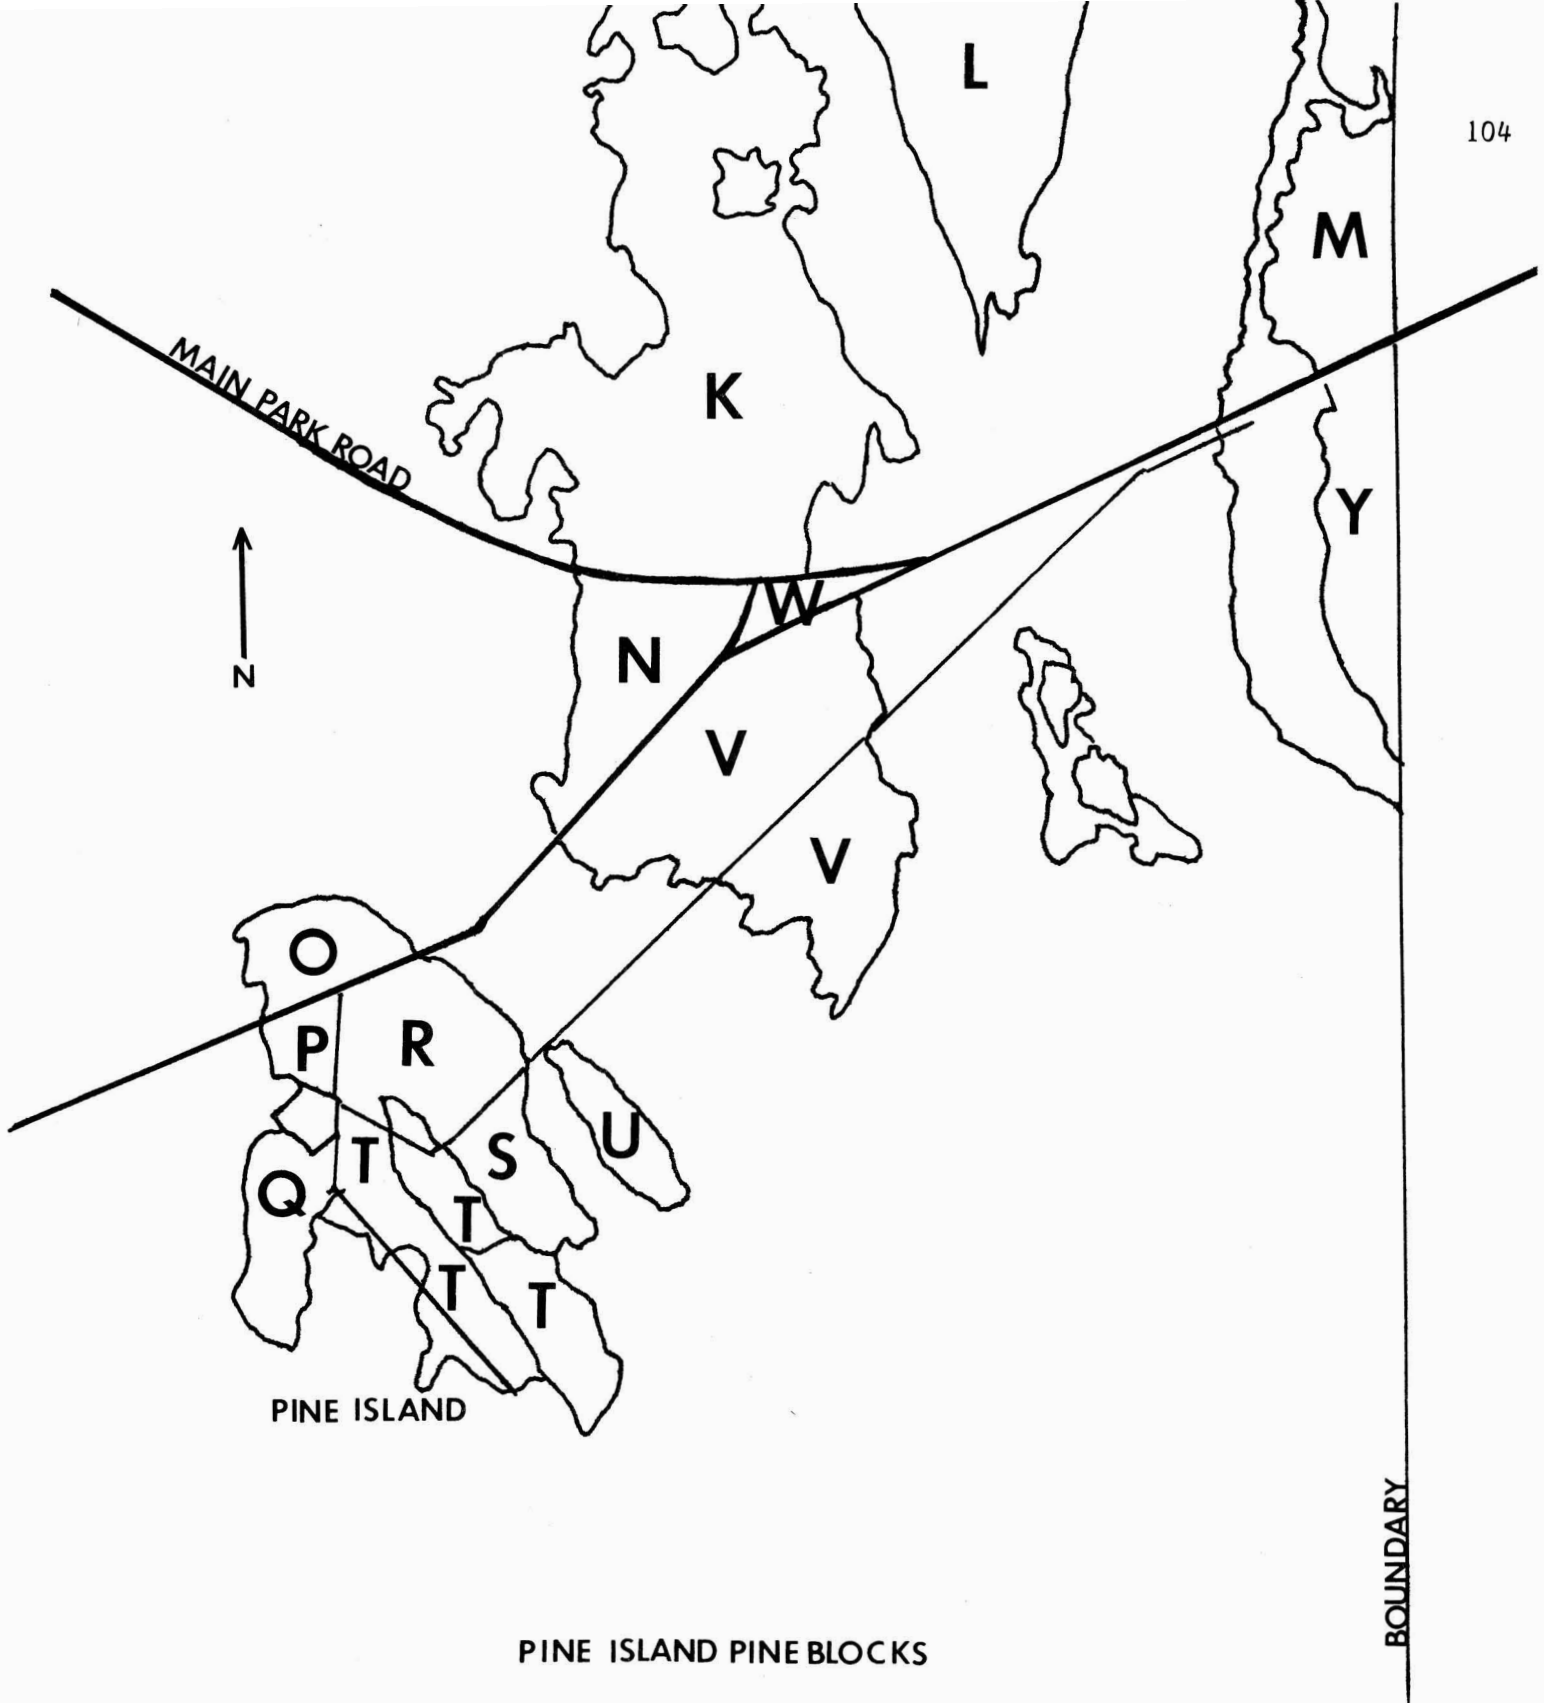 L
104
M
MAIN PARK ROAD
K
Y
W
N
N
V
V
O
P
R
U
T
S
Q
T
T
T
PINE ISLAND
BOUNDARY
PINE ISLAND PINE BLOCKS